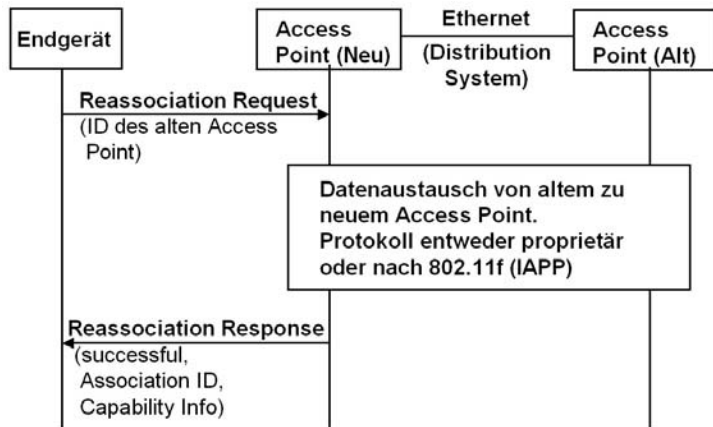 Endgerät
Access
Point (Neu)
Ethernet
(Distribution
System)
Access
Point (Alt)
Reassociation Request
(ID des alten Access
Point)
Datenaustausch von altem zu
neuem Access Point.
Protokoll entweder proprietär
oder nach 802.11f (IAPP)
Reassociation Response
(successful,
Association ID,
Capability Info)